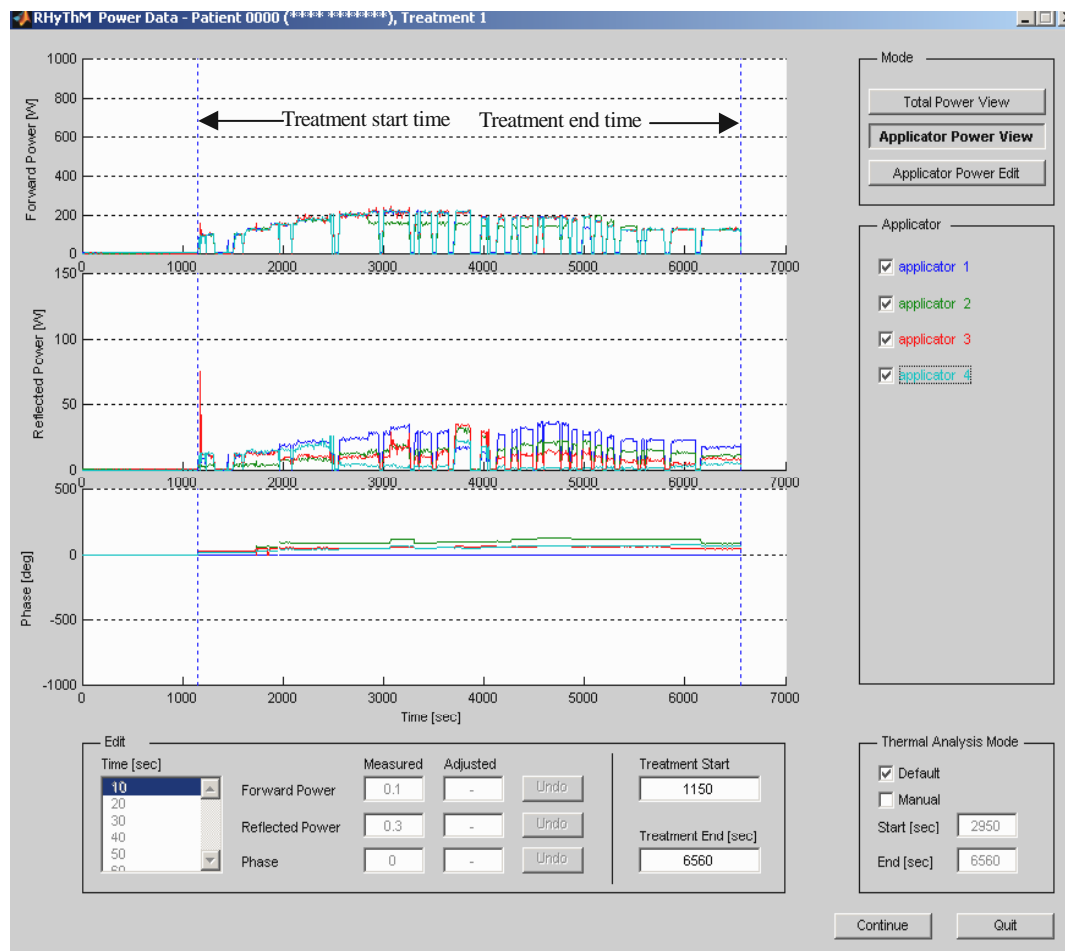 RHyThM Power Data - Patient 0000 (**** ***********), Treatment 1
1000
800
600
400
200
0
Forward Power [W]
Treatment start time
Treatment end time
0
1000
2000
3000
4000
5000
6000
7000
150
100
50
0
Reflected Power [W]
0
1000
2000
3000
4000
5000
6000
7000
500
0
-500
-1000
Phase [deg]
0
1000
2000
3000
4000
5000
6000
7000
Time [sec]
Mode
Total Power View
Applicator Power View
Applicator Power Edit
Applicator
applicator 1
applicator 2
applicator 3
applicator 4
Edit
Time [sec]
10
20
30
40
50
60
Measured
Adjusted
Forward Power
0.1
-
Undo
Reflected Power
0.3
-
Undo
Phase
0
-
Undo
Treatment Start
1150
Treatment End [sec]
6560
Thermal Analysis Mode
Default
Manual
Start [sec]
2950
End [sec]
6560
Continue
Quit